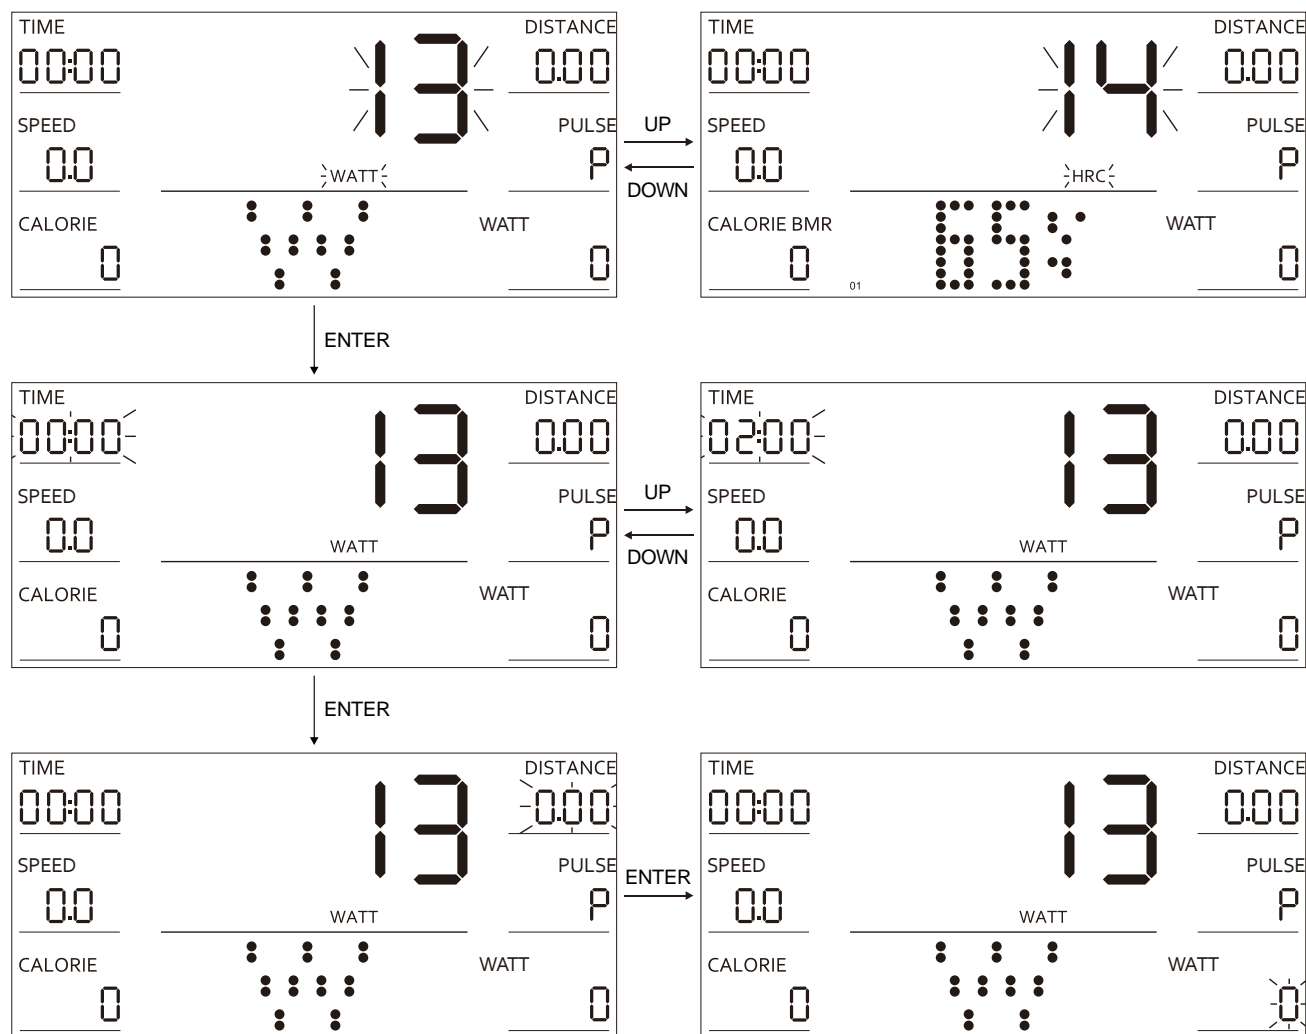 TIME
00:00
13
DISTANCE
0.00
SPEED
0.0
WATT
PULSE
P
CALORIE
0
W
WATT
0
UP
DOWN
TIME
00:00
14
DISTANCE
0.00
SPEED
0.0
HRC
PULSE
P
CALORIE BMR
0
01
65%
WATT
0
ENTER
TIME
00:00
13
DISTANCE
0.00
SPEED
0.0
WATT
PULSE
P
CALORIE
0
W
WATT
0
UP
DOWN
TIME
02:00
13
DISTANCE
0.00
SPEED
0.0
WATT
PULSE
P
CALORIE
0
W
WATT
0
ENTER
TIME
00:00
13
DISTANCE
0.00
SPEED
0.0
WATT
PULSE
P
CALORIE
0
W
WATT
0
ENTER
TIME
00:00
13
DISTANCE
0.00
SPEED
0.0
WATT
PULSE
P
CALORIE
0
W
WATT
0